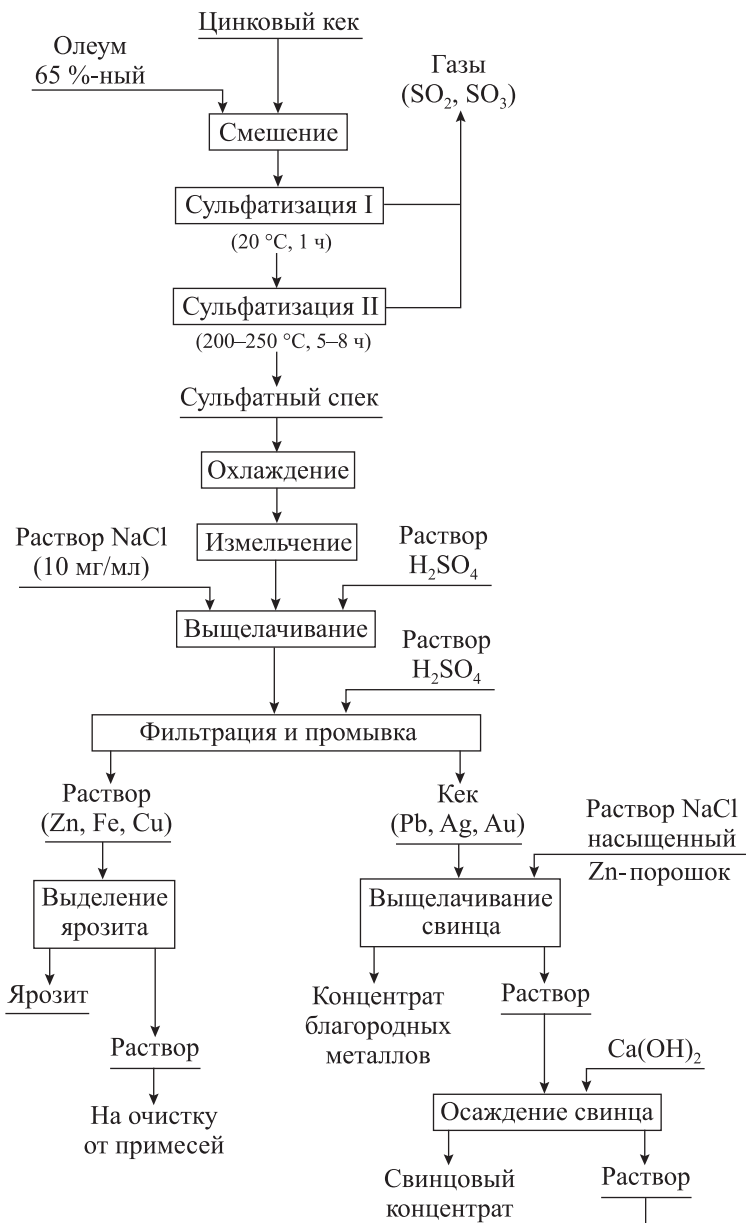 Цинковый кек
Олеум
65 %-ный
Газы
(SO₂, SO₃)
Смешение
Сульфатизация I
(20 °C, 1 ч)
Сульфатизация II
(200–250 °C, 5–8 ч)
Сульфатный спек
Охлаждение
Измельчение
Раствор NaCl
(10 мг/мл)
Раствор
H₂SO₄
Выщелачивание
Раствор
H₂SO₄
Фильтрация и промывка
Раствор
(Zn, Fe, Cu)
Кек
(Pb, Ag, Au)
Раствор NaCl
насыщенный
Zn-порошок
Выделение
ярозита
Выщелачивание
свинца
Ярозит
Раствор
На очистку
от примесей
Концентрат
благородных
металлов
Раствор
Ca(OH)₂
Осаждение свинца
Свинцовый
концентрат
Раствор